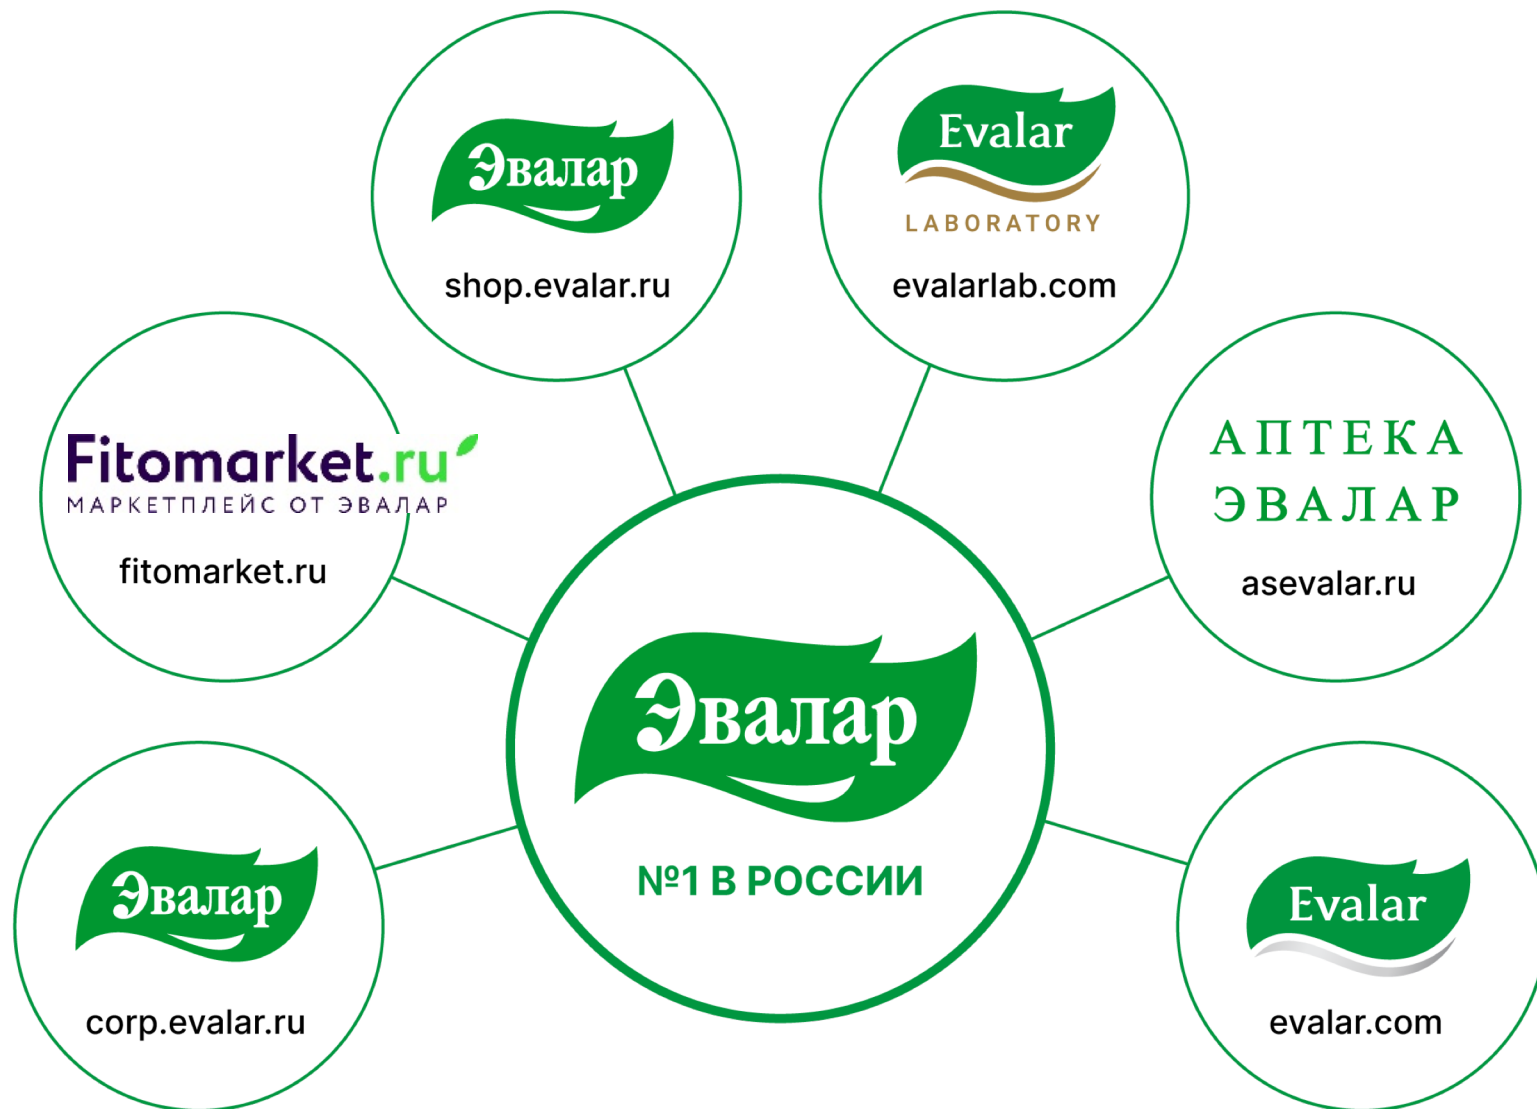 Эвалар
shop.evalar.ru
Evalar
LABORATORY
evalarlab.com
Fitomarket.ru
МАРКЕТПЛЕЙС ОТ ЭВАЛАР
fitomarket.ru
АПТЕКА
ЭВАЛАР
asevalar.ru
Эвалар
№1 В РОССИИ
Эвалар
corp.evalar.ru
Evalar
evalar.com